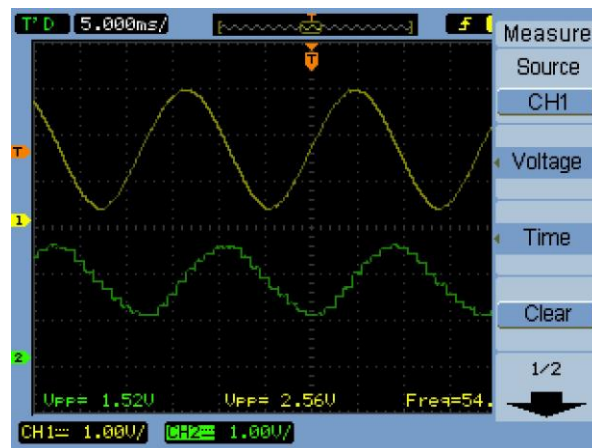 T'D 5.000ms/
T
Measure
Source
CH1
T
Voltage
1
Time
Clear
2
1/2
Vpp= 1.52V Vpp= 2.56V Freq=54.
CH1 1.00V/ CH2 1.00V/